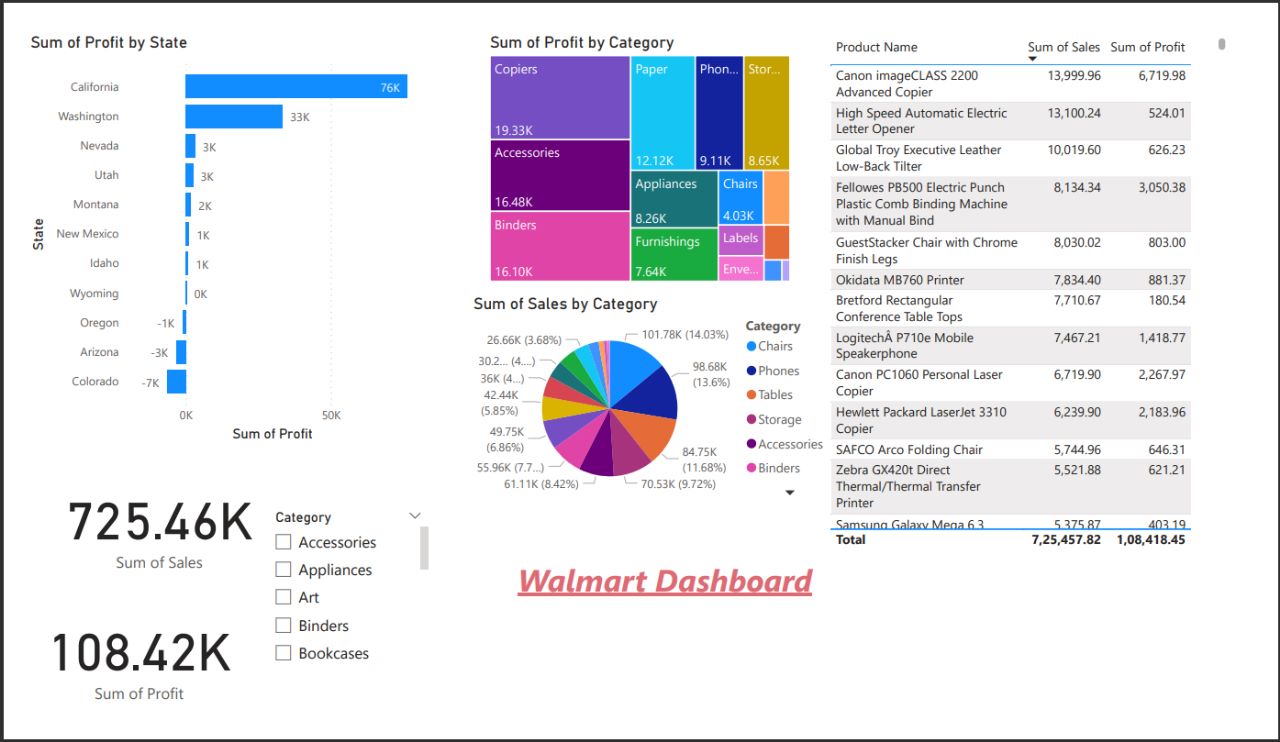 Sum of Profit by State
State
California
76K
Washington
33K
Nevada
3K
Utah
3K
Montana
2K
New Mexico
1K
Idaho
1K
Wyoming
0K
Oregon
-1K
Arizona
-3K
Colorado
-7K
0K
50K
Sum of Profit
Sum of Profit by Category
Copiers
19.33K
Accessories
16.48K
Binders
16.10K
Paper
12.12K
Phon...
9.11K
Stor...
8.65K
Appliances
8.26K
Furnishings
7.64K
Chairs
4.03K
Labels
Enve...
Sum of Sales by Category
101.78K (14.03%)
98.68K
(13.6%)
84.75K
(11.68%)
70.53K (9.72%)
61.11K (8.42%)
55.96K (7.7...)
49.75K
(6.86%)
42.44K
(5.85%)
36K (4...)
30.2... (4....)
26.66K (3.68%)
Category
Chairs
Phones
Tables
Storage
Accessories
Binders
Product Name Sum of Sales Sum of Profit
Canon imageCLASS 2200 13,999.96 6,719.98
Advanced Copier
High Speed Automatic Electric 13,100.24 524.01
Letter Opener
Global Troy Executive Leather 10,019.60 626.23
Low-Back Tilter
Fellowes PB500 Electric Punch 8,134.34 3,050.38
Plastic Comb Binding Machine
with Manual Bind
GuestStacker Chair with Chrome 8,030.02 803.00
Finish Legs
Okidata MB760 Printer 7,834.40 881.37
Bretford Rectangular 7,710.67 180.54
Conference Table Tops
LogitechÂ P710e Mobile 7,467.21 1,418.77
Speakerphone
Canon PC1060 Personal Laser 6,719.90 2,267.97
Copier
Hewlett Packard LaserJet 3310 6,239.90 2,183.96
Copier
SAFCO Arco Folding Chair 5,744.96 646.31
Zebra GX420t Direct 5,521.88 621.21
Thermal/Thermal Transfer
Printer
Samsung Galaxy Mega 6.3 5,375.87 403.19
Total 7,25,457.82 1,08,418.45
725.46K
Sum of Sales
108.42K
Sum of Profit
Category
Accessories
Appliances
Art
Binders
Bookcases
Walmart Dashboard